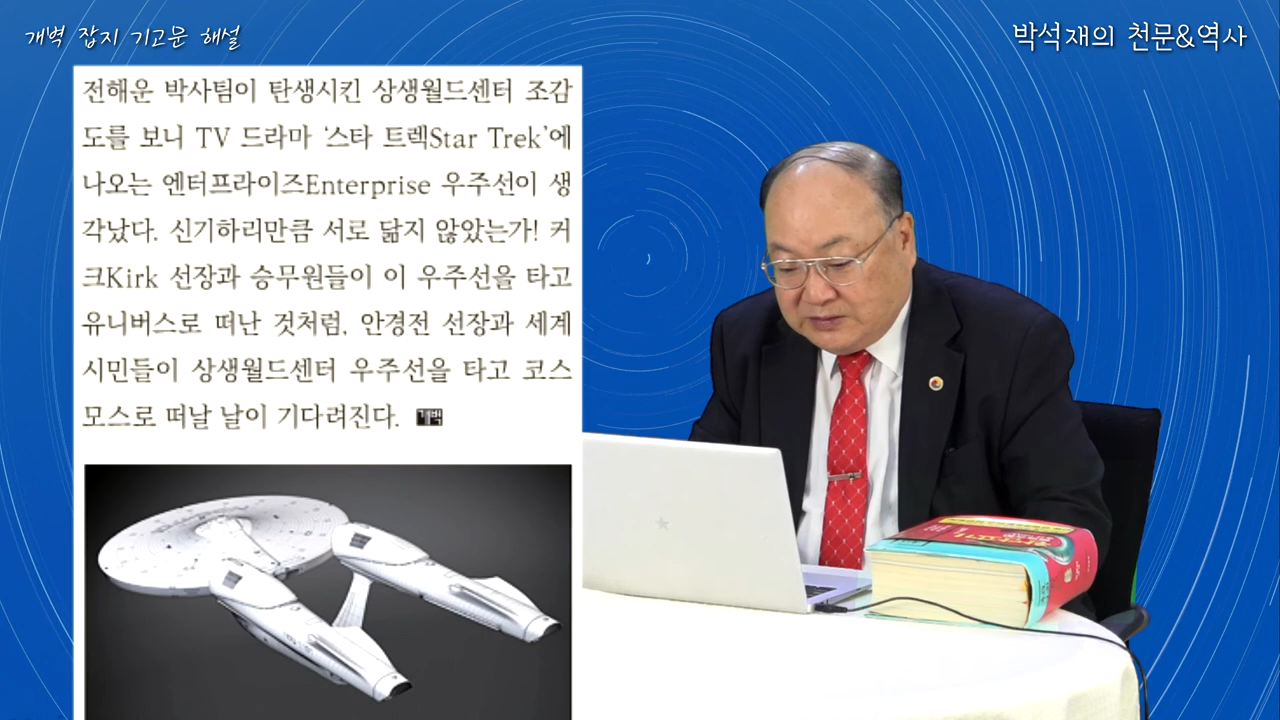 개벽 잡지 기고문 해설
박석재의 천문&역사
전해운 박사팀이 탄생시킨 상생월드센터 조감
도를 보니 TV 드라마 ‘스타 트렉Star Trek’에
나오는 엔터프라이즈Enterprise 우주선이 생
각났다. 신기하리만큼 서로 닮지 않았는가! 커
크Kirk 선장과 승무원들이 이 우주선을 타고
유니버스로 떠난 것처럼, 안경전 선장과 세계
시민들이 상생월드센터 우주선을 타고 코스
모스로 떠날 날이 기다려진다. 개벽